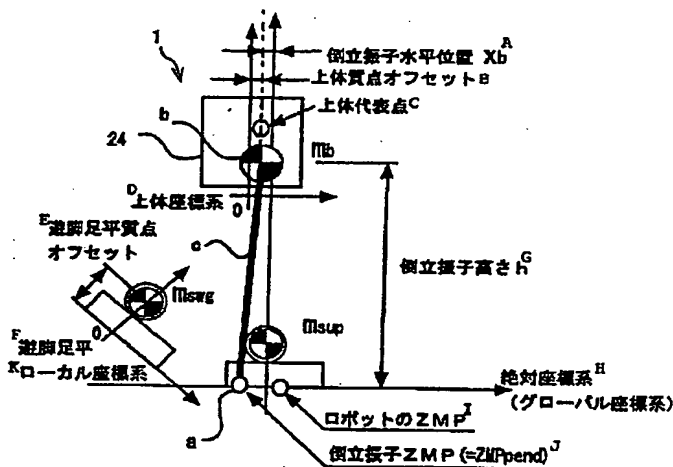 1
倒立振子水平位置 Xb A
上体質点オフセット B
上体代表点 C
b
24
mb
D 上体座標系
0
E 遊脚足平質点
オフセット
c
倒立振子高さ h G
mswg
msup
0
F 遊脚足平
K ローカル座標系
絶対座標系 H
(グローバル座標系)
ロボットのZMP I
a
倒立振子ZMP (=ZMPpend) J